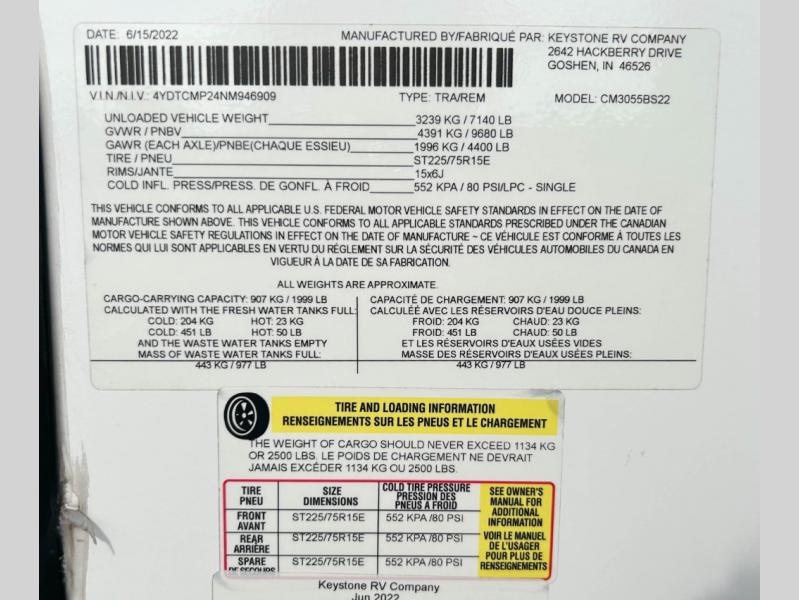 DATE: 6/15/2022 MANUFACTURED BY/FABRIQUÉ PAR: KEYSTONE RV COMPANY
2642 HACKBERRY DRIVE
GOSHEN, IN 46526
V.I.N./N.I.V.: 4YDTCMP24NM946909 TYPE: TRA/REM MODEL: CM3055BS22
UNLOADED VEHICLE WEIGHT 3239 KG / 7140 LB
GVWR / PNBV 4391 KG / 9680 LB
GAWR (EACH AXLE)/PNBE(CHAQUE ESSIEU) 1996 KG / 4400 LB
TIRE / PNEU ST225/75R15E
RIMS/JANTE 15x6J
COLD INFL. PRESS/PRESS. DE GONFL. À FROID 552 KPA / 80 PSI/LPC - SINGLE
THIS VEHICLE CONFORMS TO ALL APPLICABLE U.S. FEDERAL MOTOR VEHICLE SAFETY STANDARDS IN EFFECT ON THE DATE OF
MANUFACTURE SHOWN ABOVE. THIS VEHICLE CONFORMS TO ALL APPLICABLE STANDARDS PRESCRIBED UNDER THE CANADIAN
MOTOR VEHICLE SAFETY REGULATIONS IN EFFECT ON THE DATE OF MANUFACTURE ~ CE VÉHICULE EST CONFORME À TOUTES LES
NORMES QUI LUI SONT APPLICABLES EN VERTU DU RÉGLEMENT SUR LA SÉCURITÉ DES VÉHICULES AUTOMOBILES DU CANADA EN
VIGUEUR À LA DATE DE SA FABRICATION.
ALL WEIGHTS ARE APPROXIMATE.
CARGO-CARRYING CAPACITY: 907 KG / 1999 LB
CALCULATED WITH THE FRESH WATER TANKS FULL:
COLD: 204 KG HOT: 23 KG
COLD: 451 LB HOT: 50 LB
AND THE WASTE WATER TANKS EMPTY
MASS OF WASTE WATER TANKS FULL:
443 KG / 977 LB
CAPACITÉ DE CHARGEMENT: 907 KG / 1999 LB
CALCULÉE AVEC LES RÉSERVOIRS D'EAU DOUCE PLEINS:
FROID: 204 KG CHAUD: 23 KG
FROID: 451 LB CHAUD: 50 LB
ET LES RÉSERVOIRS D'EAUX USÉES VIDES
MASSE DES RÉSERVOIRS D'EAUX USÉES PLEINS:
443 KG / 977 LB
TIRE AND LOADING INFORMATION
RENSEIGNEMENTS SUR LES PNEUS ET LE CHARGEMENT
THE WEIGHT OF CARGO SHOULD NEVER EXCEED 1134 KG
OR 2500 LBS. LE POIDS DE CHARGEMENT NE DEVRAIT
JAMAIS EXCÉDER 1134 KG OU 2500 LBS.
TIRE
PNEU
SIZE
DIMENSIONS
COLD TIRE PRESSURE
PRESSION DES
PNEUS A FROID
FRONT
AVANT
ST225/75R15E 552 KPA /80 PSI
REAR
ARRIÈRE
ST225/75R15E 552 KPA /80 PSI
SPARE
DE SECOURS
ST225/75R15E 552 KPA /80 PSI
SEE OWNER'S
MANUAL FOR
ADDITIONAL
INFORMATION
VOIR LE MANUEL
DE L'USAGER
POUR PLUS DE
RENSEIGNEMENTS
Keystone RV Company
Jun 2022